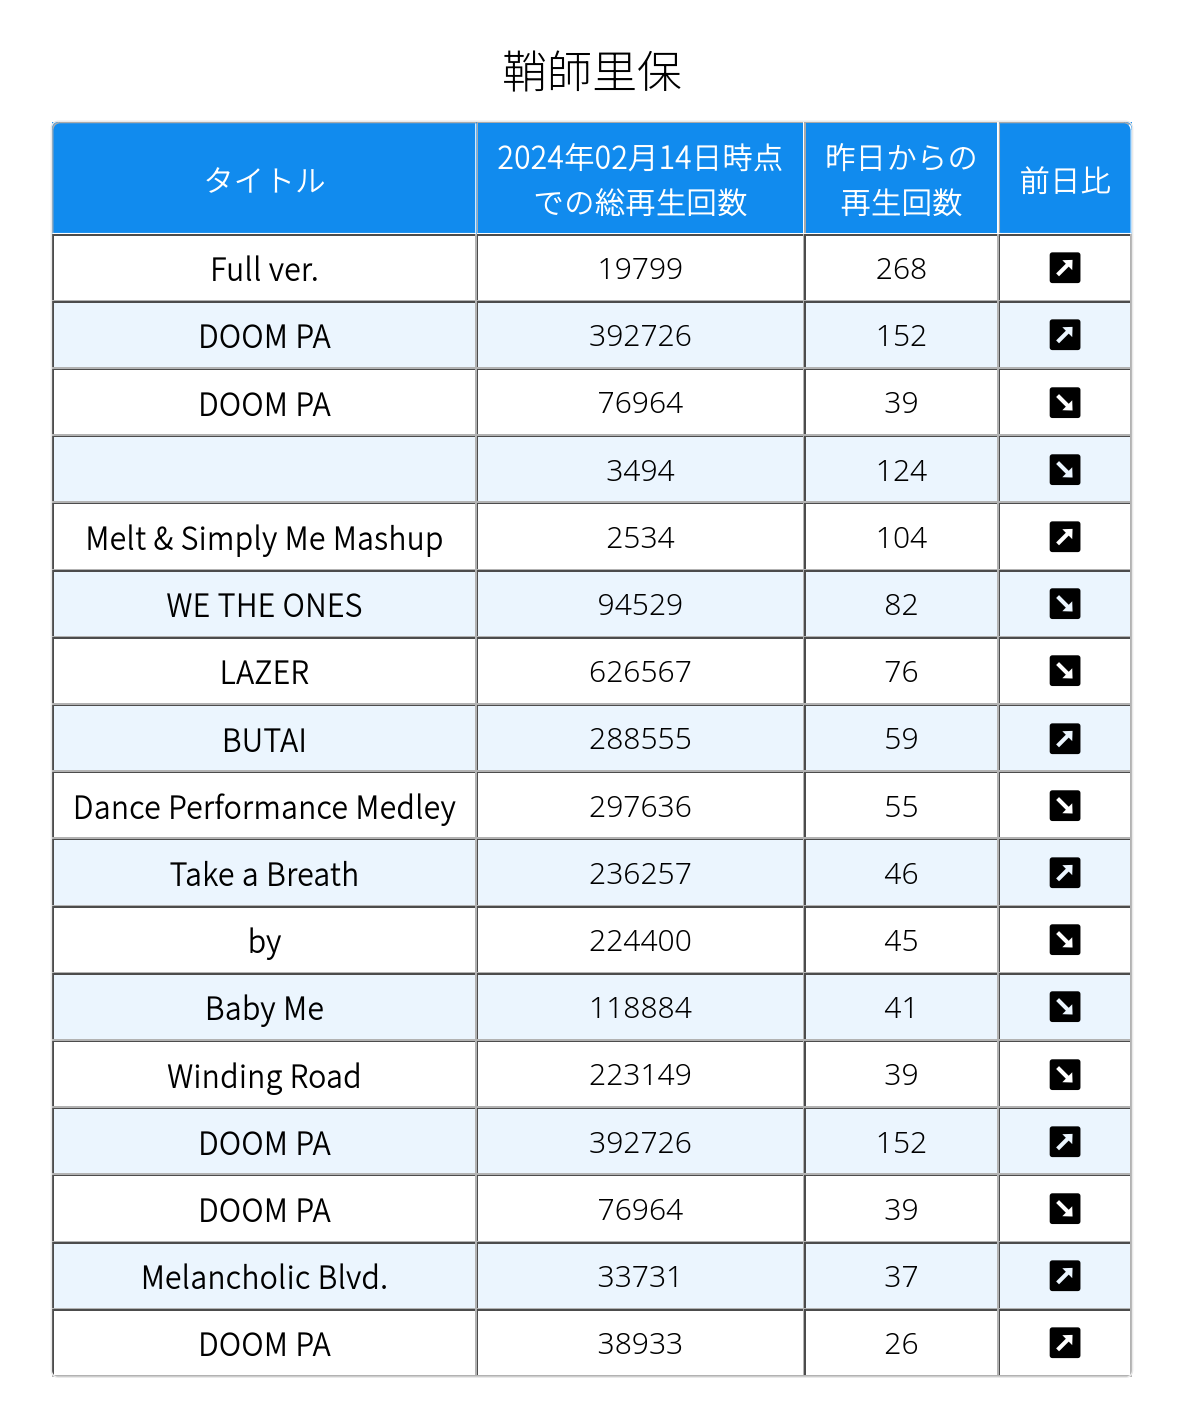 鞘師里保
タイトル 2024年02月14日時点での総再生回数 昨日からの再生回数 前日比
Full ver. 19799 268 ↗
DOOM PA 392726 152 ↗
DOOM PA 76964 39 ↘
3494 124 ↘
Melt & Simply Me Mashup 2534 104 ↗
WE THE ONES 94529 82 ↘
LAZER 626567 76 ↘
BUTAI 288555 59 ↗
Dance Performance Medley 297636 55 ↘
Take a Breath 236257 46 ↗
by 224400 45 ↘
Baby Me 118884 41 ↘
Winding Road 223149 39 ↘
DOOM PA 392726 152 ↗
DOOM PA 76964 39 ↘
Melancholic Blvd. 33731 37 ↗
DOOM PA 38933 26 ↗